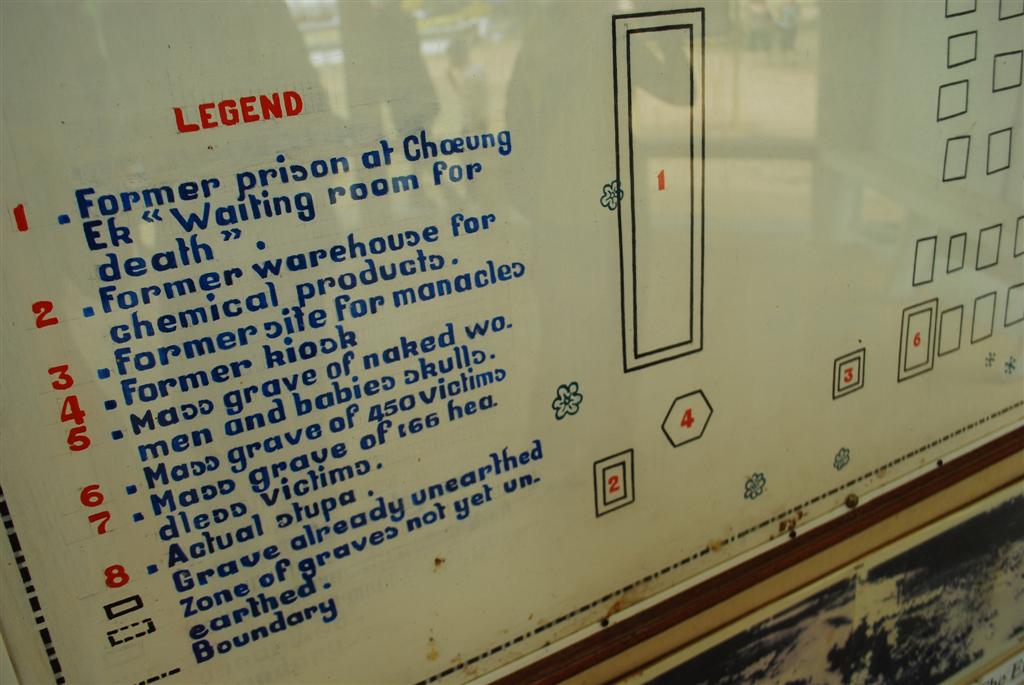 LEGEND
1 . Former prison at Chœung
Ek “ Waiting room for
death ” .
2 . Former warehouse for
chemical products .
3 . Former site for manacles
4 . Former kiosk
5 . Mass grave of naked wo.
men and babies skulls .
6 . Mass grave of 450 victims
7 . Mass grave of 166 hea.
dless victims .
8 . Actual stupa .
Grave already unearthed
Zone of graves not yet un.
earthed .
Boundary
1
6
3
4
2
The